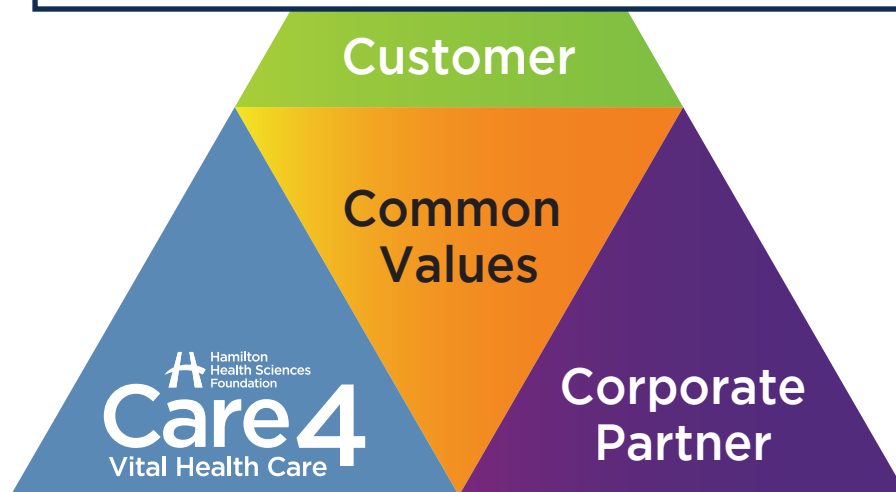 Customer
Common
Values
Hamilton
Health Sciences
Foundation
Care4
Vital Health Care
Corporate
Partner